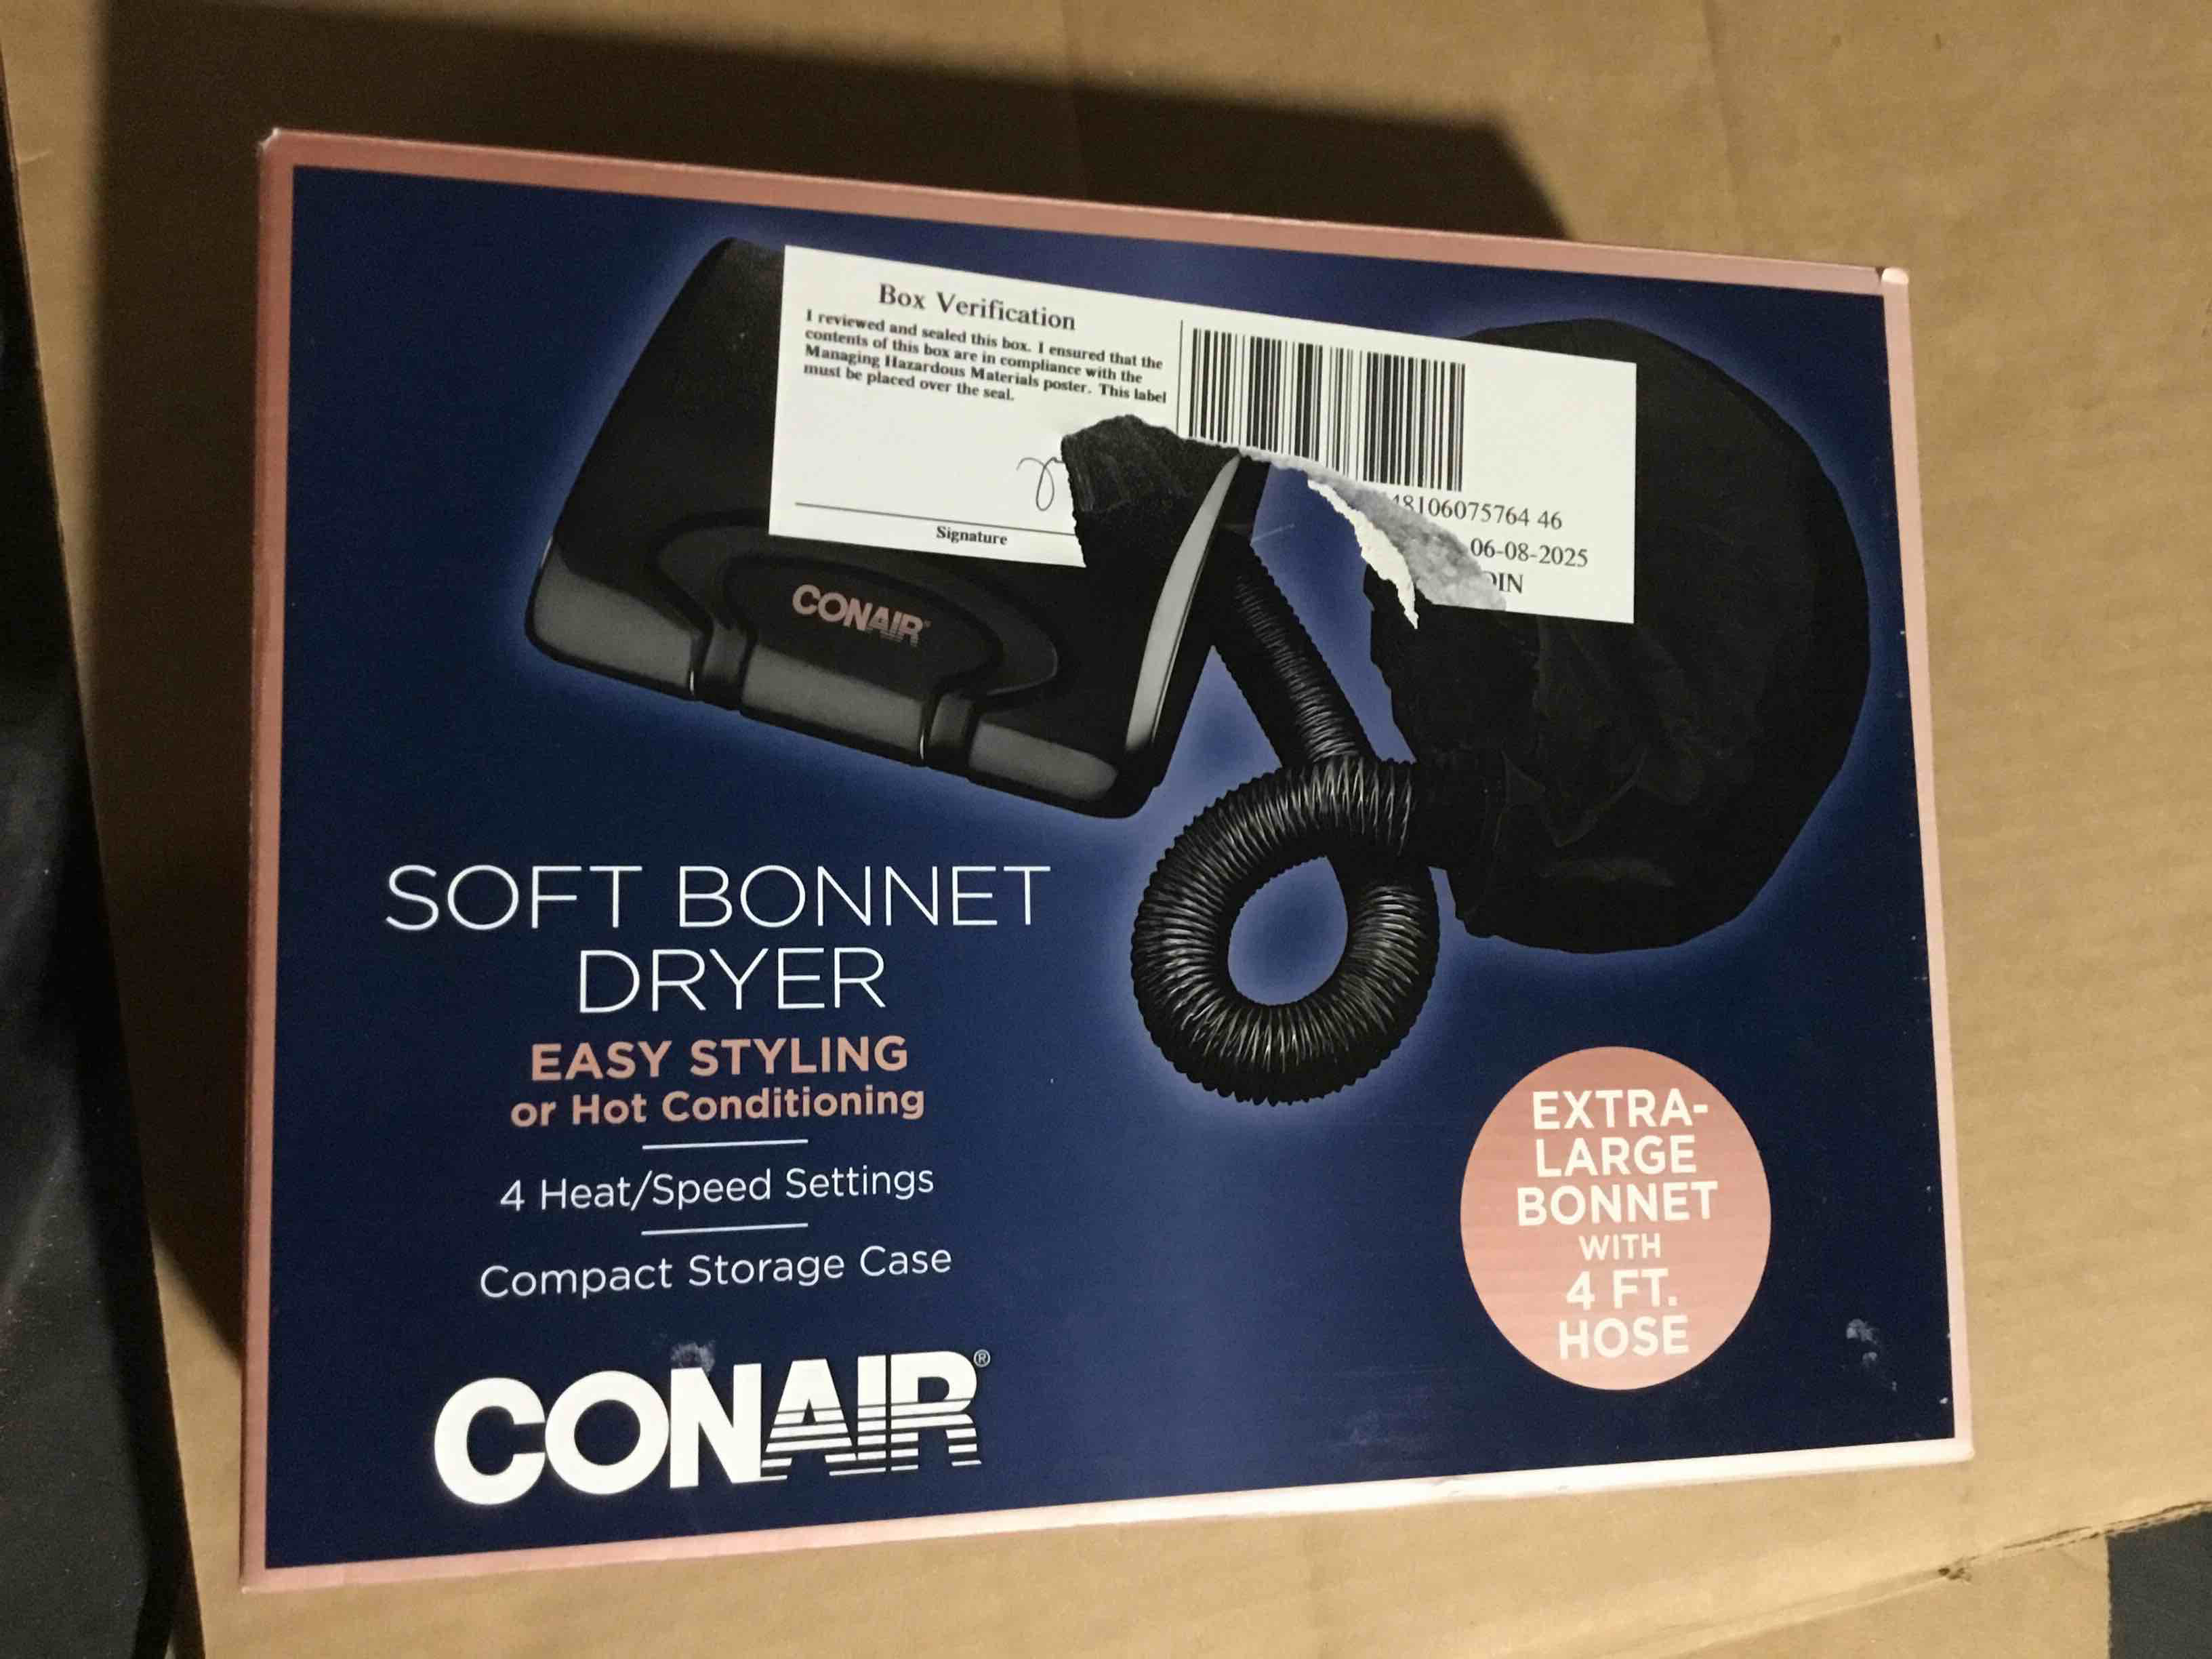 Box Verification
I reviewed and sealed this box. I ensured that the
contents of this box are in compliance with the
Managing Hazardous Materials poster. This label
must be placed over the seal.
Signature
48106075764 46
06-08-2025
CONAIR
SOFT BONNET
DRYER
EASY STYLING
or Hot Conditioning
4 Heat/Speed Settings
Compact Storage Case
CONAIR®
EXTRA-
LARGE
BONNET
WITH
4 FT.
HOSE